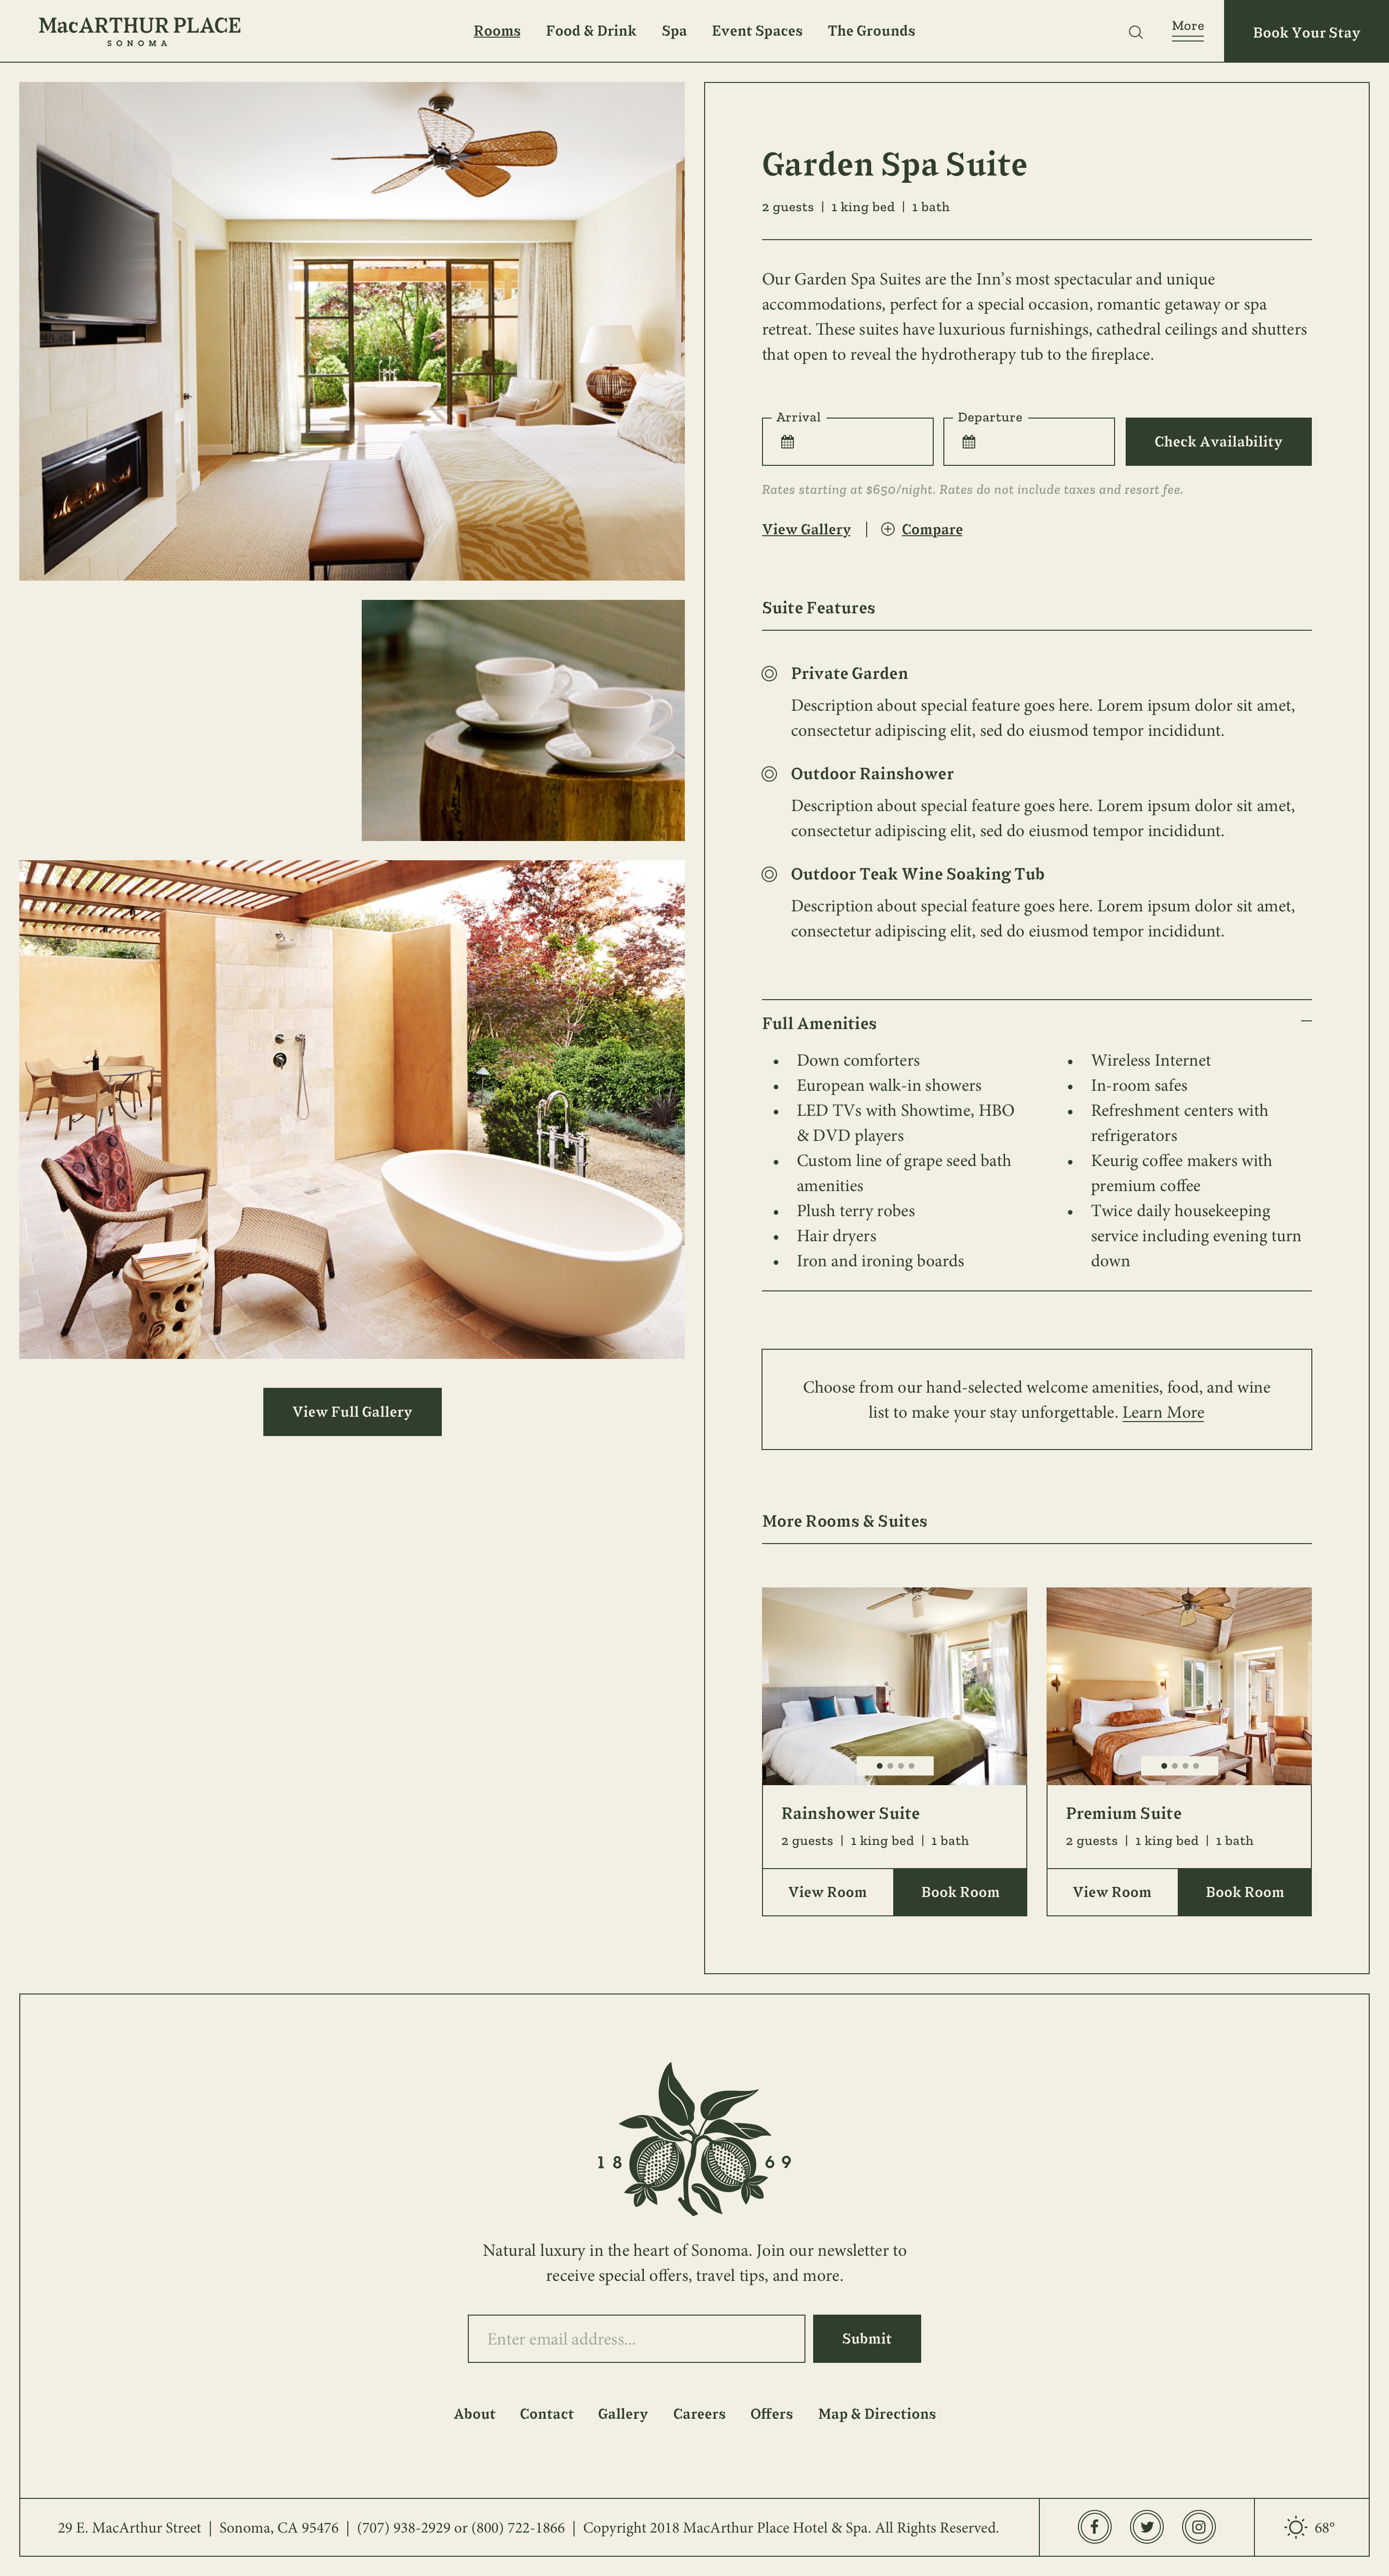 MacARTHUR PLACE
SONOMA
Rooms
Food & Drink
Spa
Event Spaces
The Grounds
More
Book Your Stay
Garden Spa Suite
2 guests | 1 king bed | 1 bath
Our Garden Spa Suites are the Inn’s most spectacular and unique
accommodations, perfect for a special occasion, romantic getaway or spa
retreat. These suites have luxurious furnishings, cathedral ceilings and shutters
that open to reveal the hydrotherapy tub to the fireplace.
Arrival
Departure
Check Availability
Rates starting at $650/night. Rates do not include taxes and resort fee.
View Gallery | Compare
Suite Features
Private Garden
Description about special feature goes here. Lorem ipsum dolor sit amet,
consectetur adipiscing elit, sed do eiusmod tempor incididunt.
Outdoor Rainshower
Description about special feature goes here. Lorem ipsum dolor sit amet,
consectetur adipiscing elit, sed do eiusmod tempor incididunt.
Outdoor Teak Wine Soaking Tub
Description about special feature goes here. Lorem ipsum dolor sit amet,
consectetur adipiscing elit, sed do eiusmod tempor incididunt.
Full Amenities
• Down comforters
• European walk-in showers
• LED TVs with Showtime, HBO
& DVD players
• Custom line of grape seed bath
amenities
• Plush terry robes
• Hair dryers
• Iron and ironing boards
• Wireless Internet
• In-room safes
• Refreshment centers with
refrigerators
• Keurig coffee makers with
premium coffee
• Twice daily housekeeping
service including evening turn
down
View Full Gallery
Choose from our hand-selected welcome amenities, food, and wine
list to make your stay unforgettable. Learn More
More Rooms & Suites
Rainshower Suite
2 guests | 1 king bed | 1 bath
View Room
Book Room
Premium Suite
2 guests | 1 king bed | 1 bath
View Room
Book Room
18 69
Natural luxury in the heart of Sonoma. Join our newsletter to
receive special offers, travel tips, and more.
Enter email address...
Submit
About
Contact
Gallery
Careers
Offers
Map & Directions
29 E. MacArthur Street | Sonoma, CA 95476 | (707) 938-2929 or (800) 722-1866 | Copyright 2018 MacArthur Place Hotel & Spa. All Rights Reserved.
68°